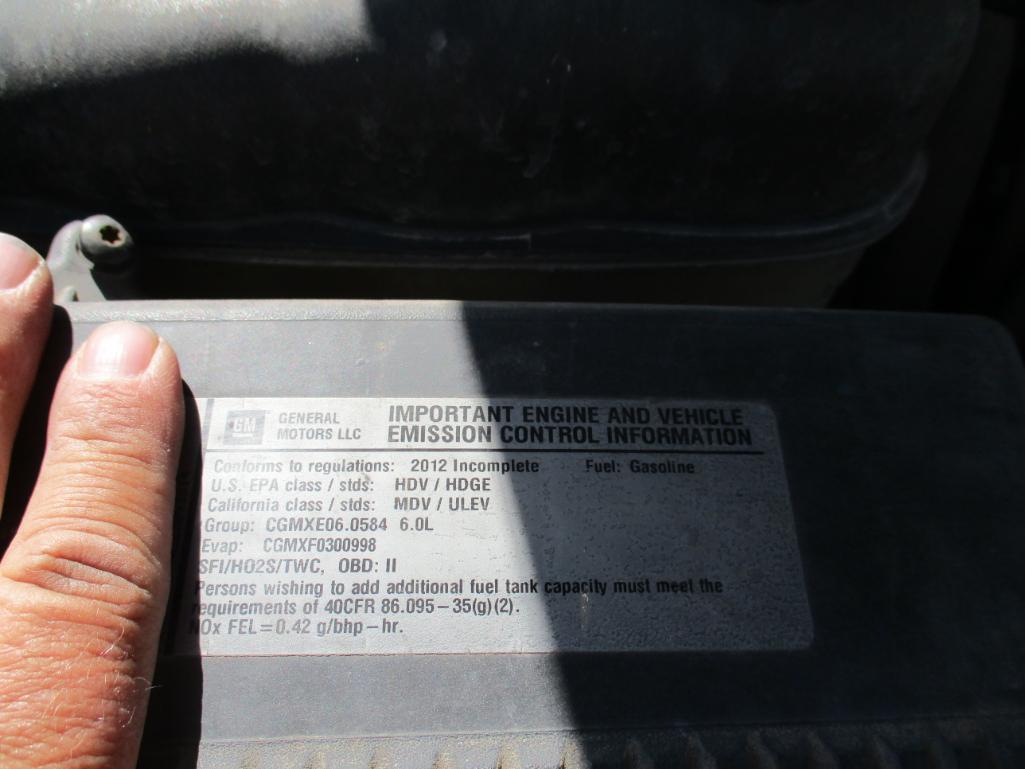 GM GENERAL MOTORS LLC
IMPORTANT ENGINE AND VEHICLE
EMISSION CONTROL INFORMATION
Conforms to regulations: 2012 Incomplete Fuel: Gasoline
U.S. EPA class / stds: HDV / HDGE
California class / stds: MDV / ULEV
Group: CGMXE06.0584 6.0L
Evap: CGMXF0300998
SFI/HO2S/TWC, OBD: II
Persons wishing to add additional fuel tank capacity must meet the
requirements of 40CFR 86.095-35(g)(2).
NOx FEL=0.42 g/bhp-hr.